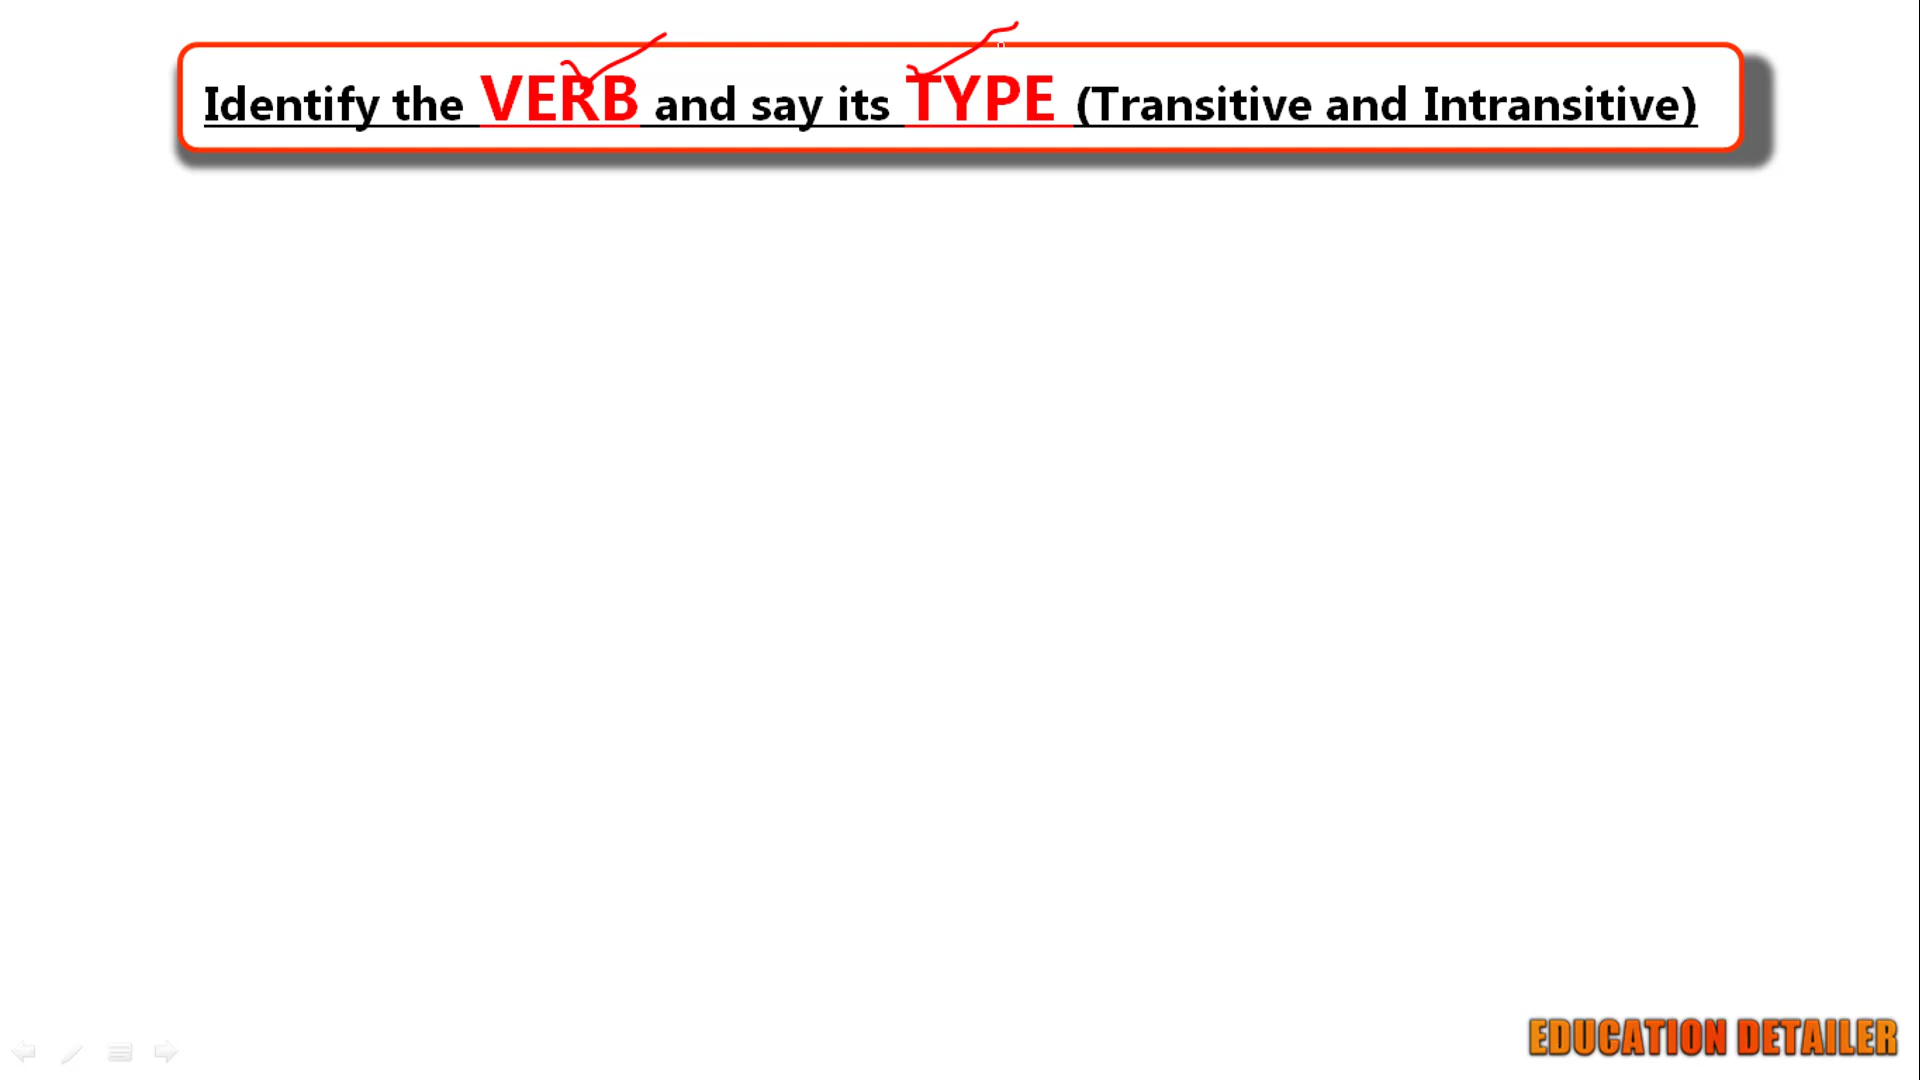 Identify the VERB and say its TYPE (Transitive and Intransitive)
EDUCATION DETAILER